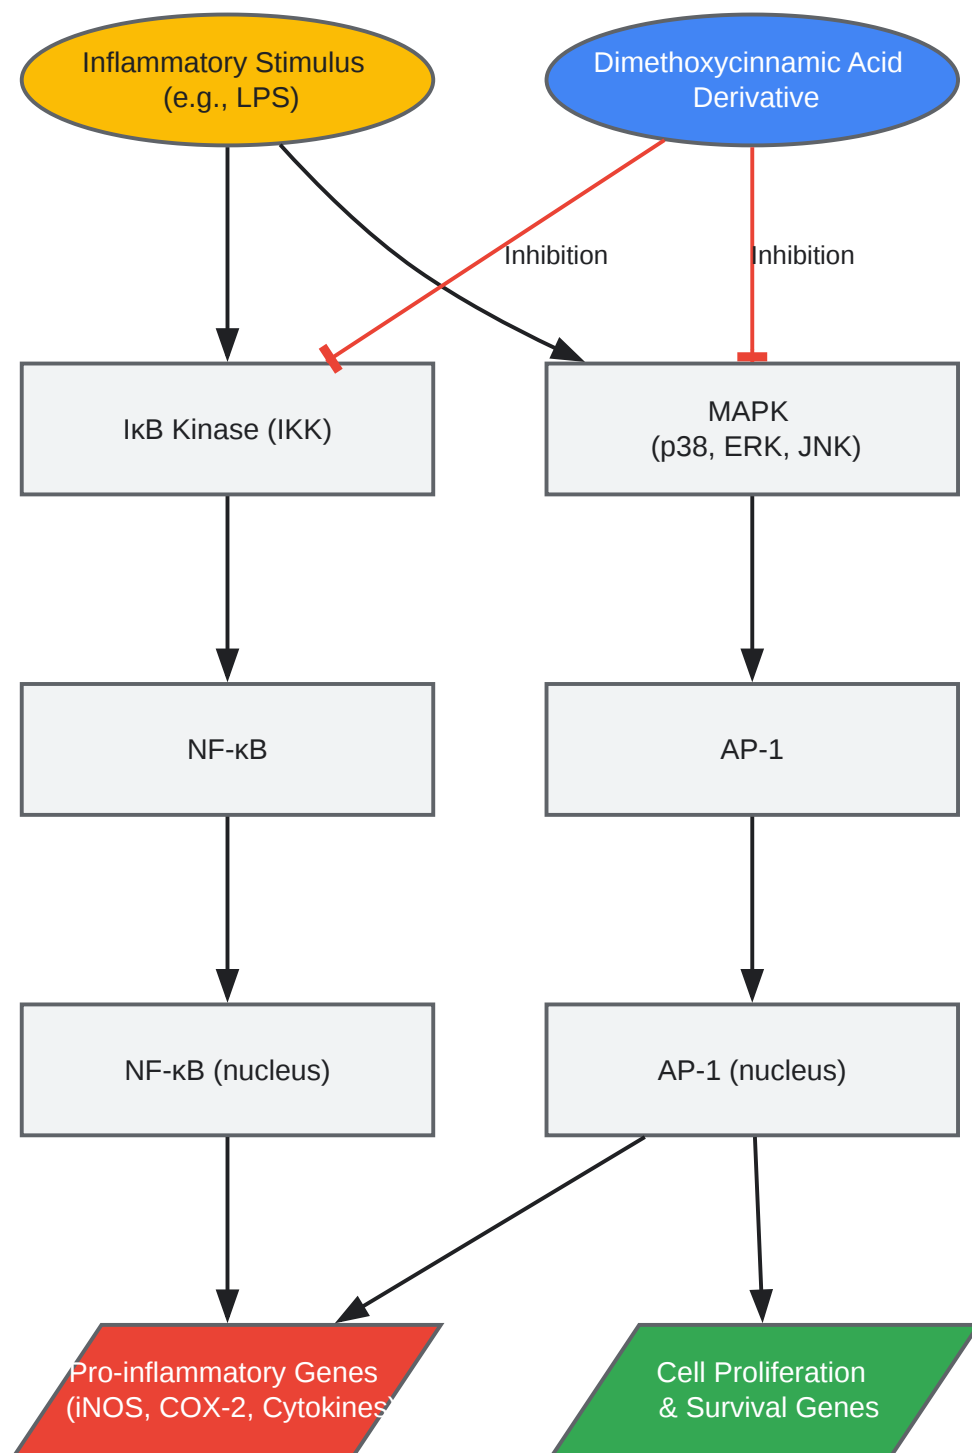 Inflammatory Stimulus
(e.g., LPS)
Dimethoxycinnamic Acid
Derivative
Inhibition
Inhibition
IκB Kinase (IKK)
MAPK
(p38, ERK, JNK)
NF-κB
AP-1
NF-κB (nucleus)
AP-1 (nucleus)
Pro-inflammatory Genes
(iNOS, COX-2, Cytokines)
Cell Proliferation
& Survival Genes